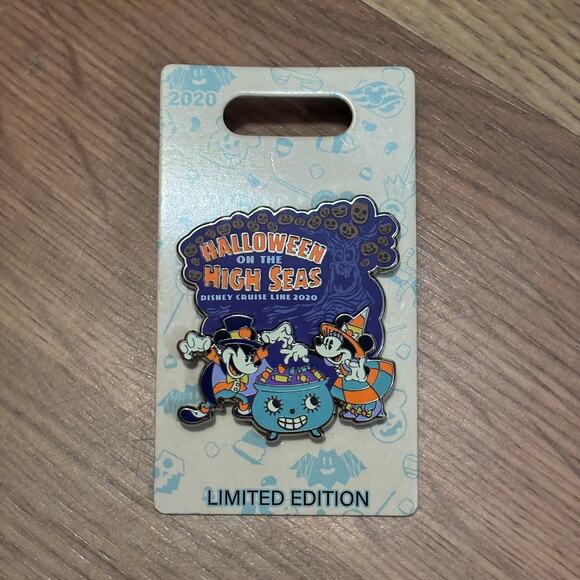 2020
HALLOWEEN
ON THE
HIGH SEAS
DISNEY CRUISE LINE 2020
LIMITED EDITION